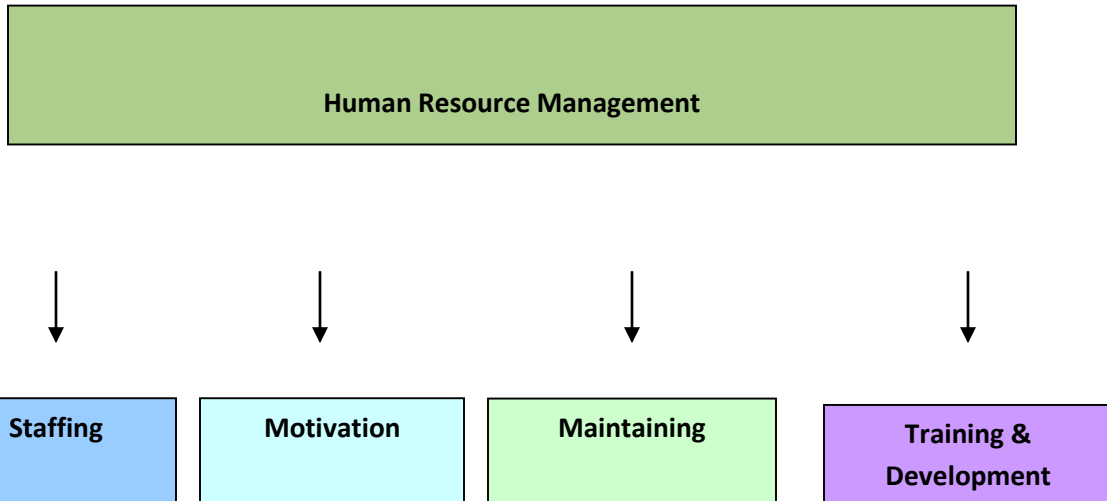 Human Resource Management
Staffing
Motivation
Maintaining
Training &
Development